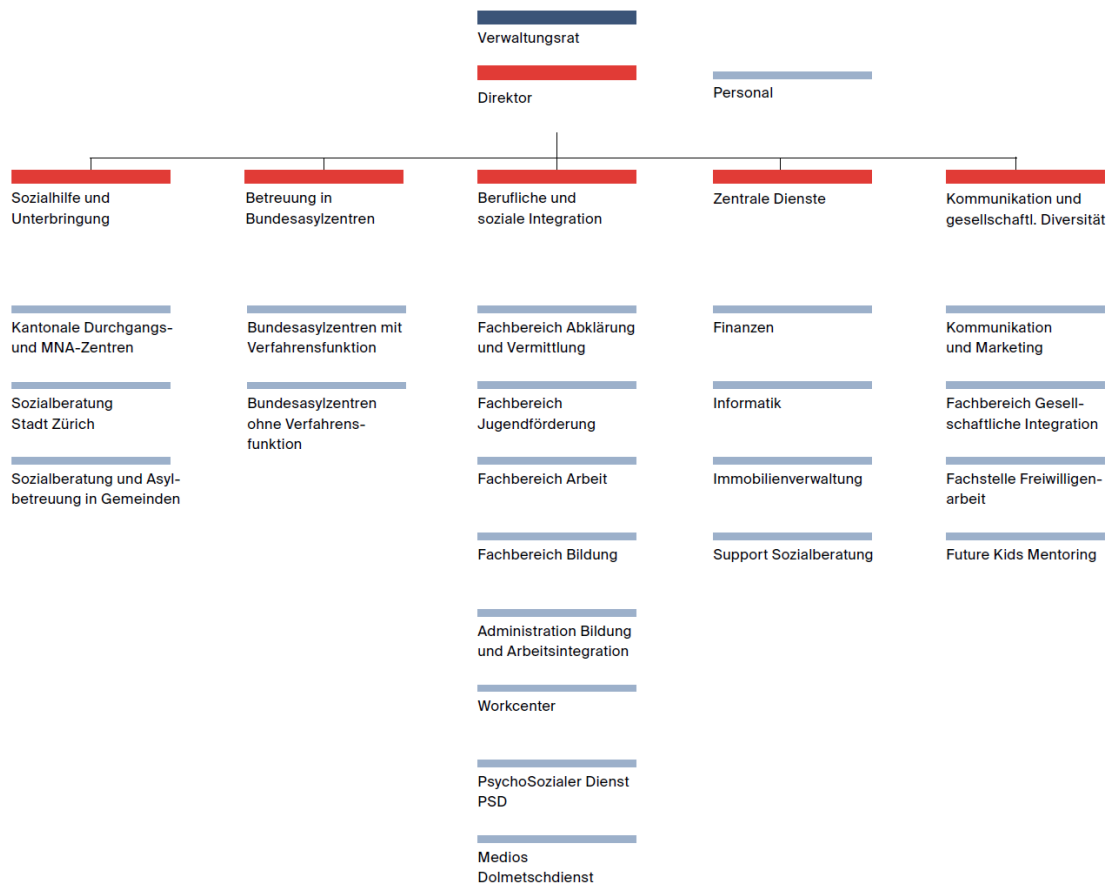 Verwaltungsrat
Direktor
Personal
Sozialhilfe und
Unterbringung
Betreuung in
Bundesasylzentren
Berufliche und
soziale Integration
Zentrale Dienste
Kommunikation und
gesellschaftl. Diversität
Kantonale Durchgangs-
und MNA-Zentren
Sozialberatung
Stadt Zürich
Sozialberatung und Asyl-
betreuung in Gemeinden
Bundesasylzentren mit
Verfahrensfunktion
Bundesasylzentren
ohne Verfahrens-
funktion
Fachbereich Abklärung
und Vermittlung
Fachbereich
Jugendförderung
Fachbereich Arbeit
Fachbereich Bildung
Administration Bildung
und Arbeitsintegration
Workcenter
PsychoSozialer Dienst
PSD
Medios
Dolmetschdienst
Finanzen
Informatik
Immobilienverwaltung
Support Sozialberatung
Kommunikation
und Marketing
Fachbereich Gesell-
schaftliche Integration
Fachstelle Freiwilligen-
arbeit
Future Kids Mentoring